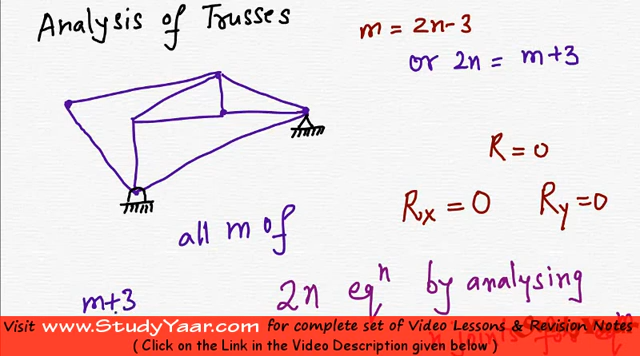 Analysis of Trusses
m = 2n-3
or 2n = m+3
R = 0
Rx = 0 Ry = 0
all m of
m+3
2n eqⁿ by analysing
Visit www.StudyYaar.com for complete set of Video Lessons & Revision Notes
( Click on the Link in the Video Description given below )